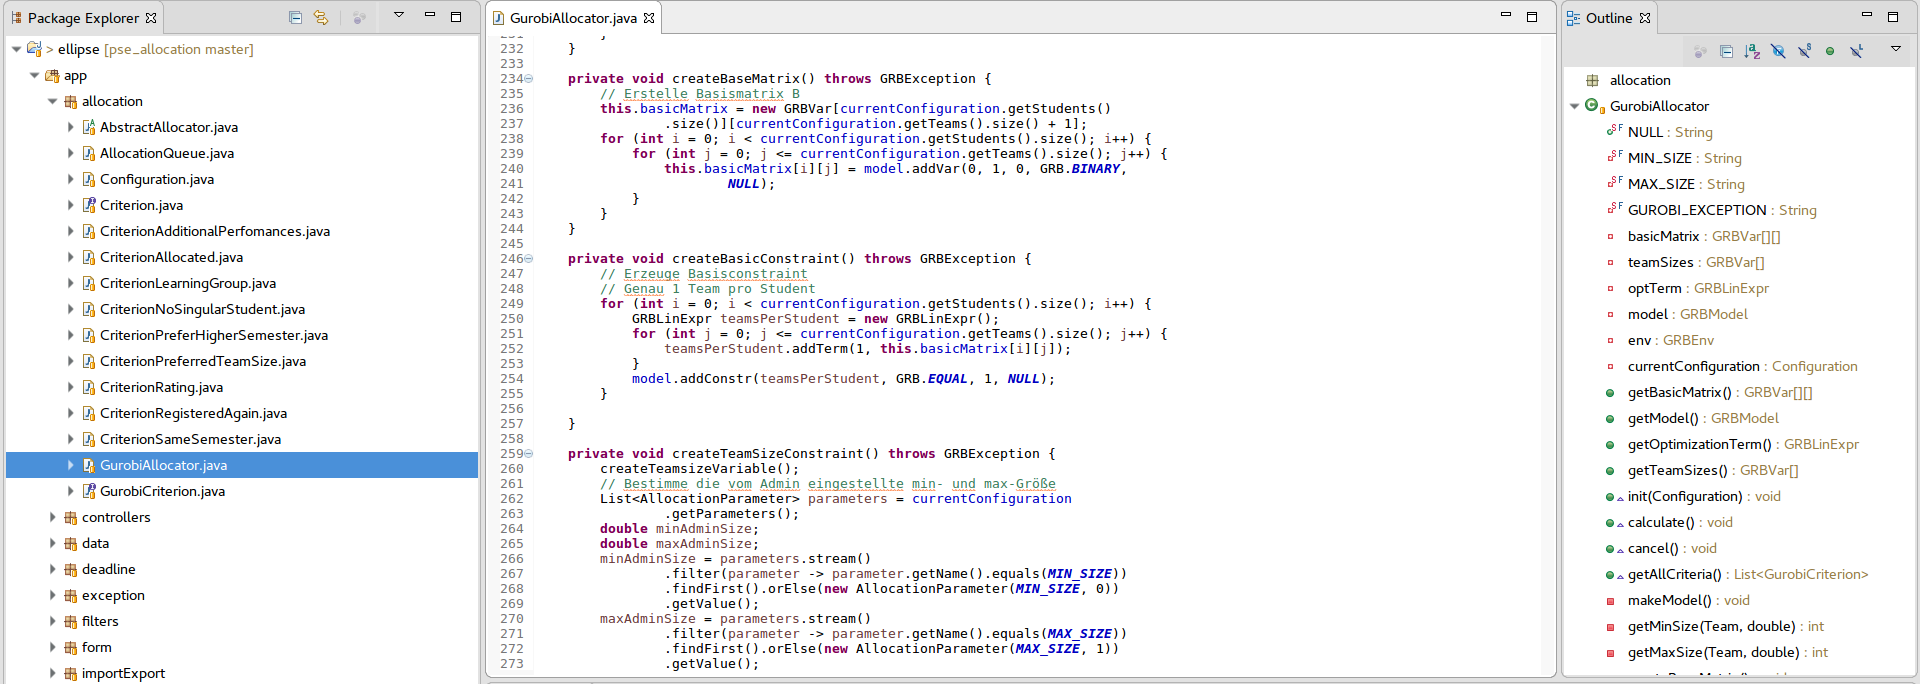 Package Explorer
> ellipse [pse_allocation master]
app
allocation
AbstractAllocator.java
AllocationQueue.java
Configuration.java
Criterion.java
CriterionAdditionalPerfomances.java
CriterionAllocated.java
CriterionLearningGroup.java
CriterionNoSingularStudent.java
CriterionPreferHigherSemester.java
CriterionPreferredTeamSize.java
CriterionRating.java
CriterionRegisteredAgain.java
CriterionSameSemester.java
GurobiAllocator.java
GurobiCriterion.java
controllers
data
deadline
exception
filters
form
importExport
GurobiAllocator.java
231 }
232 }
233
234 private void createBaseMatrix() throws GRBException {
235 // Erstelle Basismatrix B
236 this.basicMatrix = new GRBVar[currentConfiguration.getStudents()
237 .size()][currentConfiguration.getTeams().size() + 1];
238 for (int i = 0; i < currentConfiguration.getStudents().size(); i++) {
239 for (int j = 0; j <= currentConfiguration.getTeams().size(); j++) {
240 this.basicMatrix[i][j] = model.addVar(0, 1, 0, GRB.BINARY,
241 NULL);
242 }
243 }
244 }
245
246 private void createBasicConstraint() throws GRBException {
247 // Erzeuge Basisconstraint
248 // Genau 1 Team pro Student
249 for (int i = 0; i < currentConfiguration.getStudents().size(); i++) {
250 GRBLinExpr teamsPerStudent = new GRBLinExpr();
251 for (int j = 0; j <= currentConfiguration.getTeams().size(); j++) {
252 teamsPerStudent.addTerm(1, this.basicMatrix[i][j]);
253 }
254 model.addConstr(teamsPerStudent, GRB.EQUAL, 1, NULL);
255 }
256
257 }
258
259 private void createTeamSizeConstraint() throws GRBException {
260 createTeamsizeVariable();
261 // Bestimme die vom Admin eingestellte min- und max-Größe
262 List<AllocationParameter> parameters = currentConfiguration
263 .getParameters();
264 double minAdminSize;
265 double maxAdminSize;
266 minAdminSize = parameters.stream()
267 .filter(parameter -> parameter.getName().equals(MIN_SIZE))
268 .findFirst().orElse(new AllocationParameter(MIN_SIZE, 0))
269 .getValue();
270 maxAdminSize = parameters.stream()
271 .filter(parameter -> parameter.getName().equals(MAX_SIZE))
272 .findFirst().orElse(new AllocationParameter(MAX_SIZE, 1))
273 .getValue();
Outline
allocation
GurobiAllocator
NULL : String
MIN_SIZE : String
MAX_SIZE : String
GUROBI_EXCEPTION : String
basicMatrix : GRBVar[][]
teamSizes : GRBVar[]
optTerm : GRBLinExpr
model : GRBModel
env : GRBEnv
currentConfiguration : Configuration
getBasicMatrix() : GRBVar[][]
getModel() : GRBModel
getOptimizationTerm() : GRBLinExpr
getTeamSizes() : GRBVar[]
init(Configuration) : void
calculate() : void
cancel() : void
getAllCriteria() : List<GurobiCriterion>
makeModel() : void
getMinSize(Team, double) : int
getMaxSize(Team, double) : int